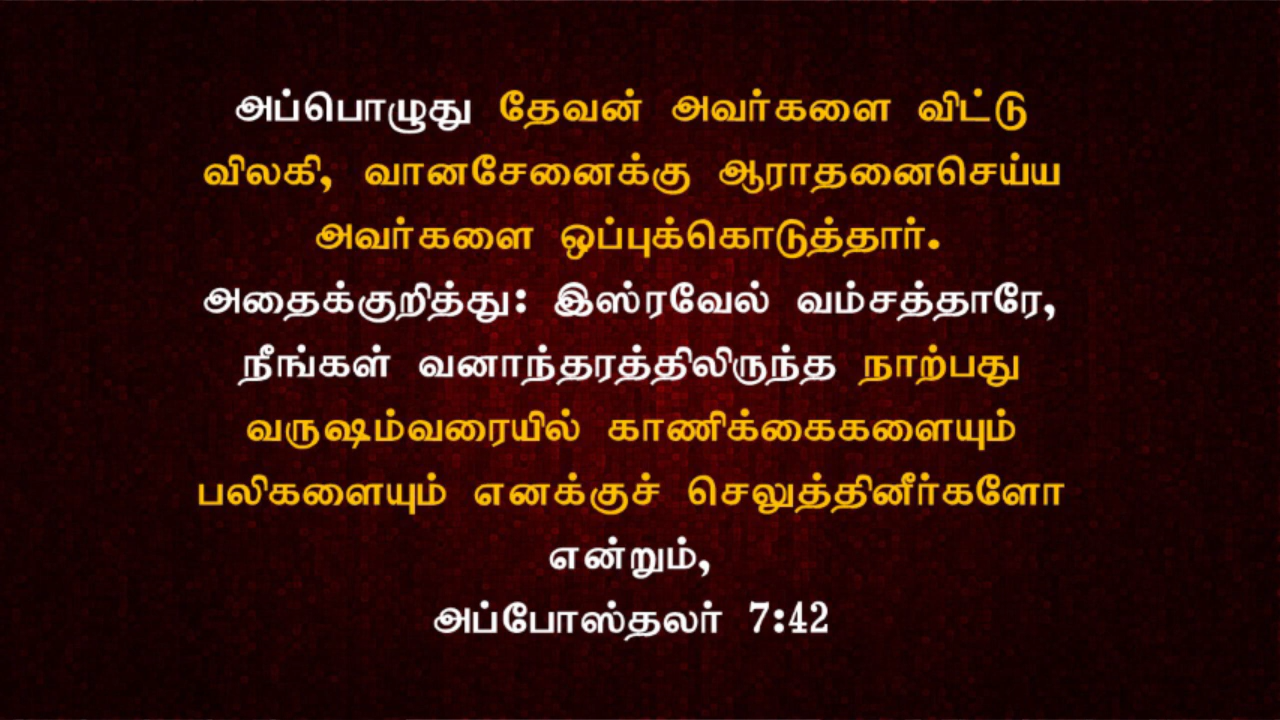 அப்பொழுது தேவன் அவர்களை விட்டு
விலகி, வானசேனைக்கு ஆராதனைசெய்ய
அவர்களை ஒப்புக்கொடுத்தார்.
அதைக்குறித்து: இஸ்ரவேல் வம்சத்தாரே,
நீங்கள் வனாந்தரத்திலிருந்த நாற்பது
வருஷம்வரையில் காணிக்கைகளையும்
பலிகளையும் எனக்குச் செலுத்தினீர்களோ
என்றும்,
அப்போஸ்தலர் 7:42